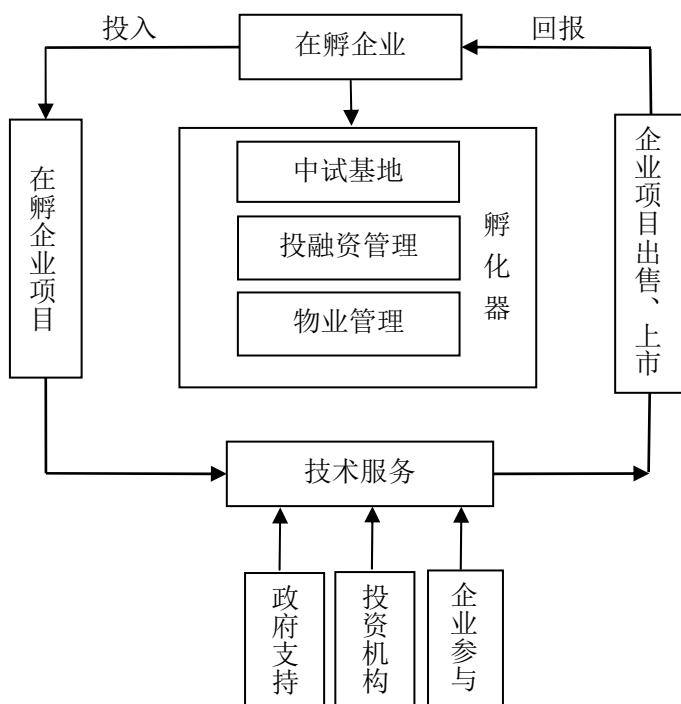 投入
在孵企业
回报
在孵企业项目
中试基地
投融资管理
物业管理
孵化器
企业项目出售、上市
技术服务
政府支持
投资机构
企业参与